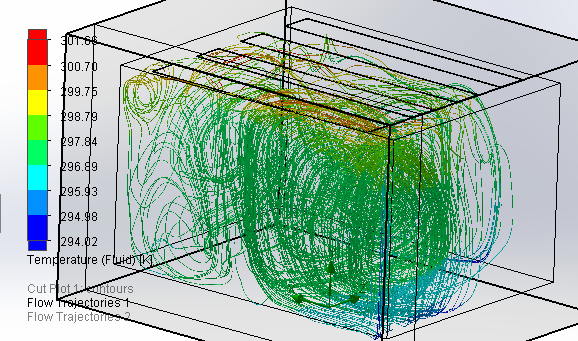 301.66
300.70
299.75
298.79
297.84
296.89
295.93
294.98
294.02
Temperature (Fluid) [K]
Cut Plot 1: contours
Flow Trajectories 1
Flow Trajectories 2